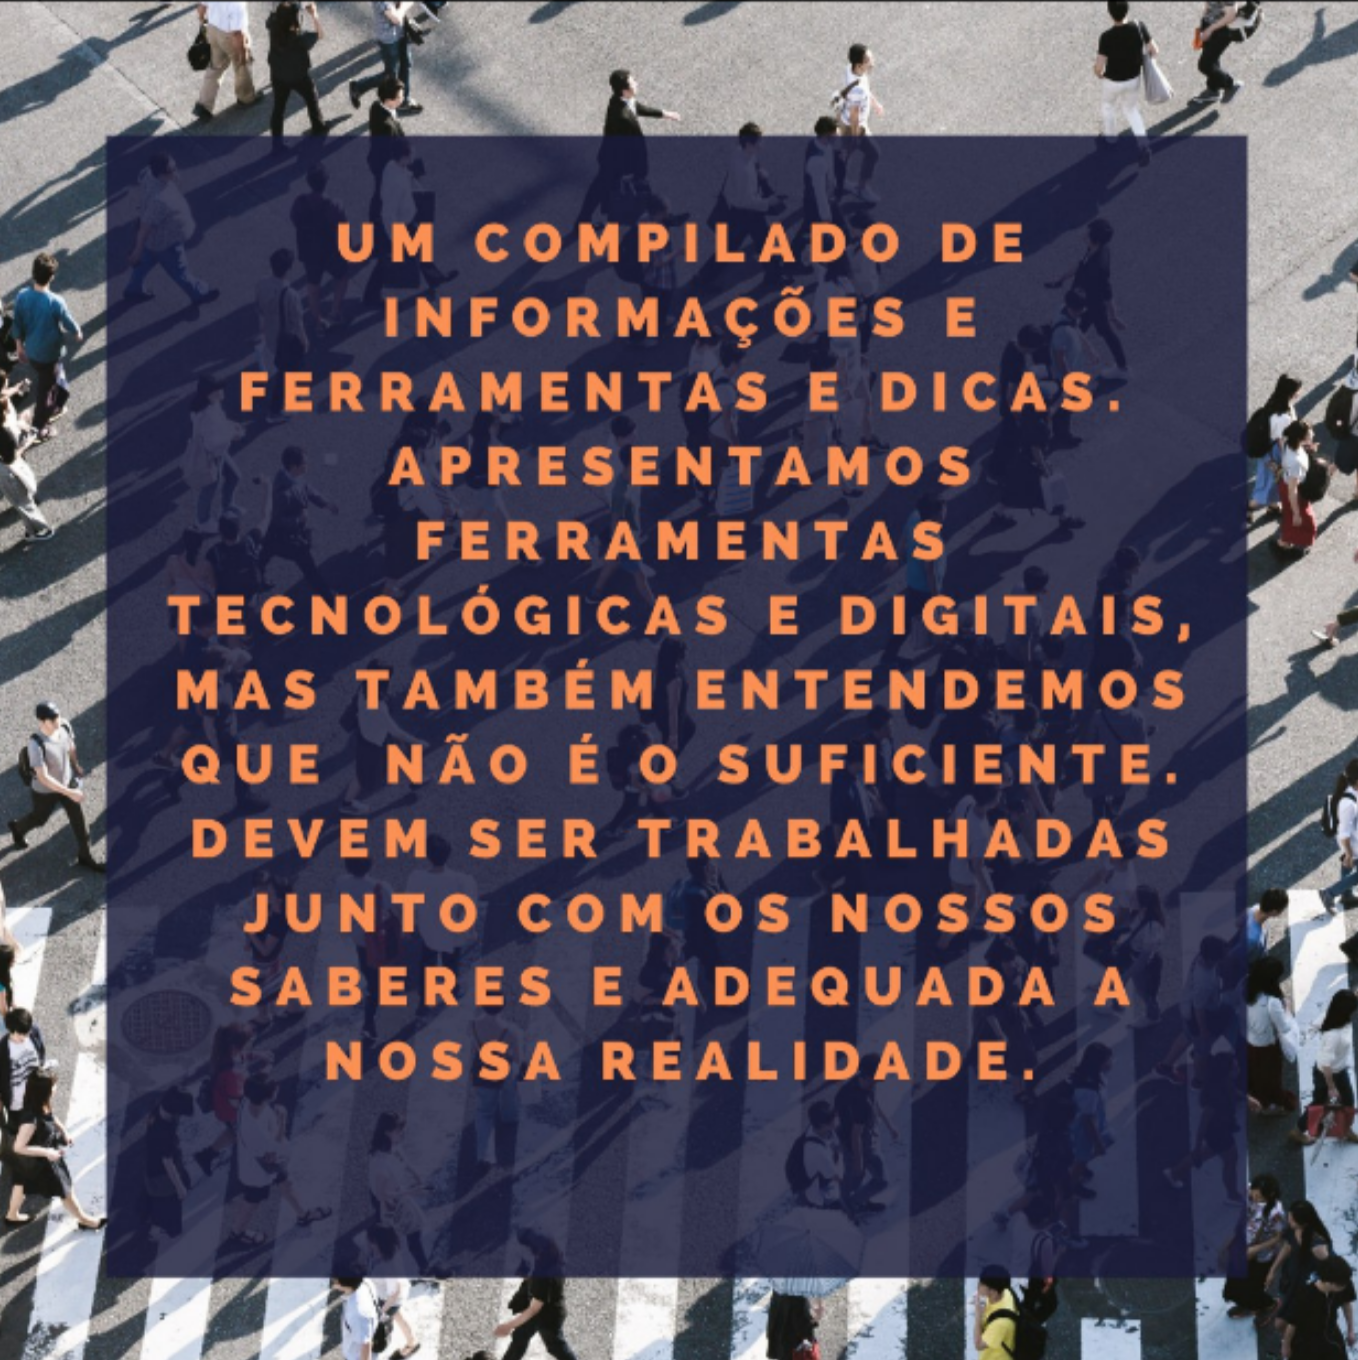 UM COMPILADO DE
INFORMAÇÕES E
FERRAMENTAS E DICAS.
APRESENTAMOS
FERRAMENTAS
TECNOLÓGICAS E DIGITAIS,
MAS TAMBÉM ENTENDEMOS
QUE  NÃO É O SUFICIENTE.
DEVEM SER TRABALHADAS
JUNTO COM OS NOSSOS
SABERES E ADEQUADA A
NOSSA REALIDADE.